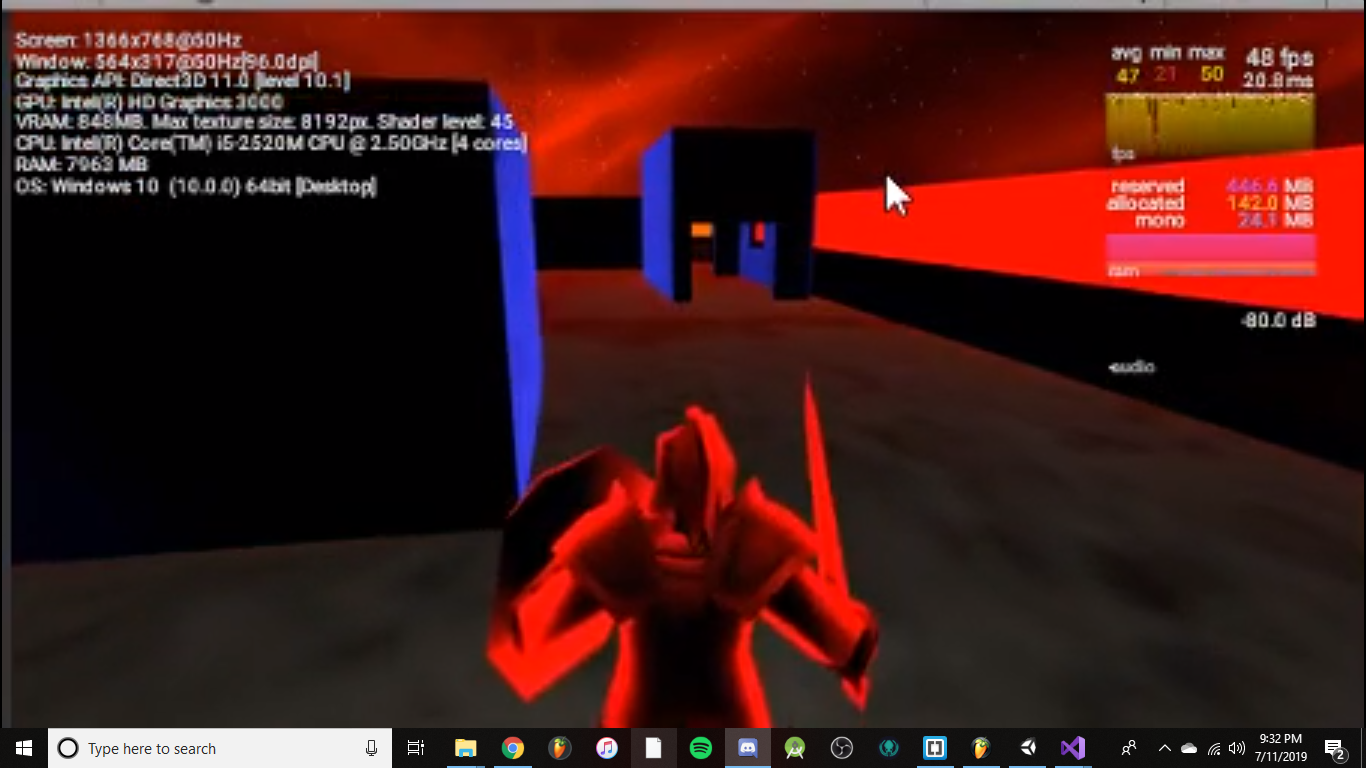 Screen: 1366x768@50Hz
Window: 564x317@50Hz[96.0dpi]
Graphics API: Direct3D 11.0 [level 10.1]
GPU: Intel(R) HD Graphics 3000
VRAM: 848MB. Max texture size: 8192px. Shader level: 45
CPU: Intel(R) Core(TM) i5-2520M CPU @ 2.50GHz [4 cores]
RAM: 7963 MB
OS: Windows 10 (10.0.0) 64bit [Desktop]
avg min max 48 fps
47 21 50 20.8 ms
fps
reserved 446.6 MB
allocated 142.0 MB
mono 24.1 MB
ram
-80.0 dB
audio
Type here to search
9:32 PM
7/11/2019
2